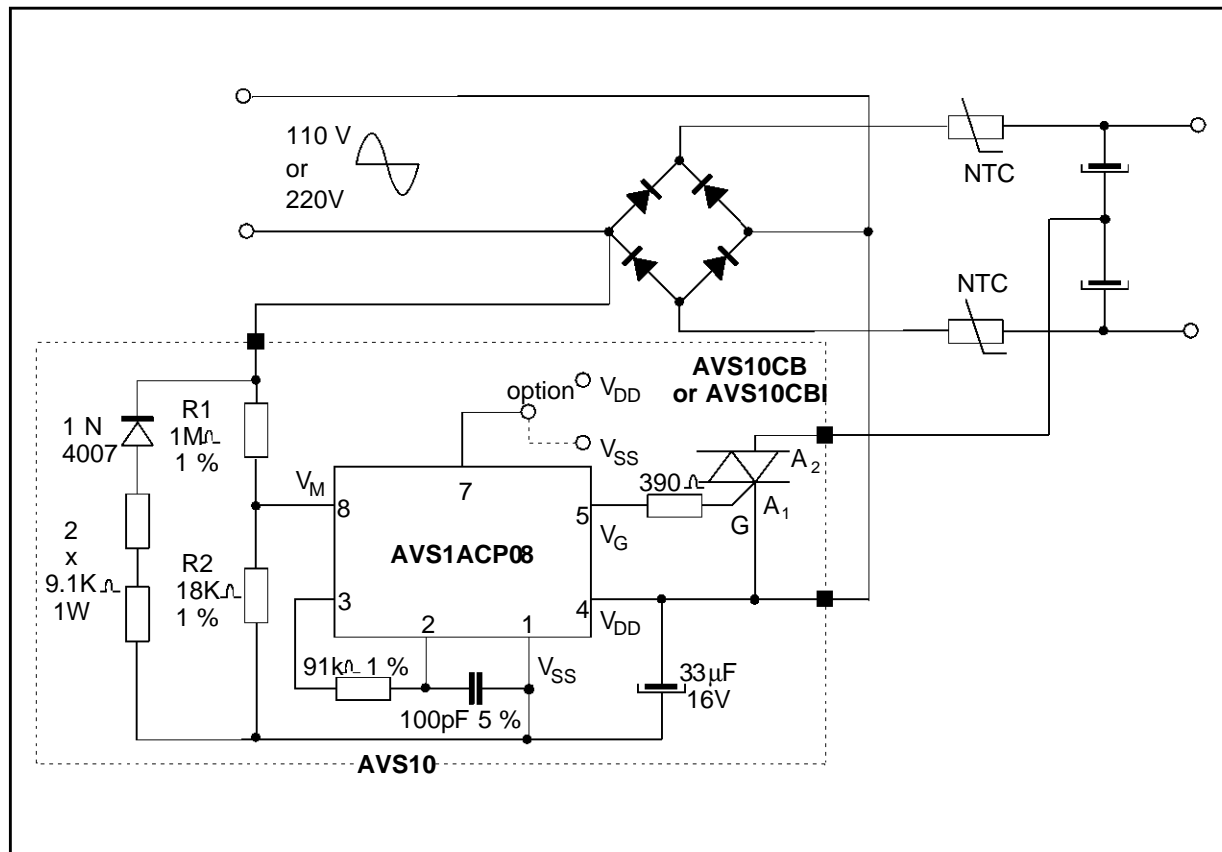 110 V
or
220V
NTC
NTC
AVS10CB
or AVS10CBI
option
V_DD
V_SS
1 N
4007
R1
1MΩ
1 %
V_M
8
7
5
390Ω
A_2
A_1
G
V_G
AVS1ACP08
2
x
9.1KΩ
1W
R2
18KΩ
1 %
3
2
1
4
V_DD
V_SS
91kΩ 1 %
100pF 5 %
33µF
16V
AVS10